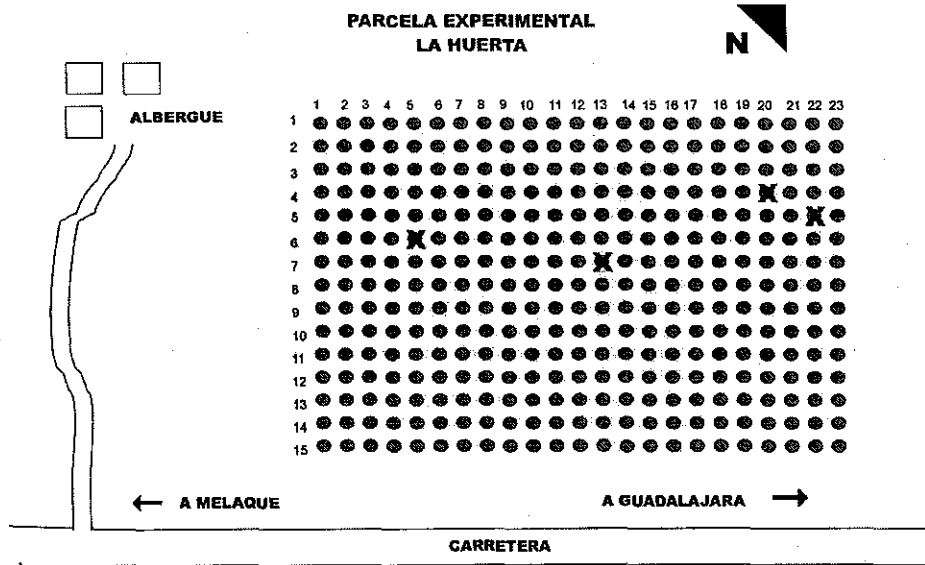 PARCELA EXPERIMENTAL
LA HUERTA
N
ALBERGUE
1 2 3 4 5 6 7 8 9 10 11 12 13 14 15 16 17 18 19 20 21 22 23
1
2
3
4
5
6
7
8
9
10
11
12
13
14
15
X
X
X
X
← A MELAQUE
A GUADALAJARA →
CARRETERA